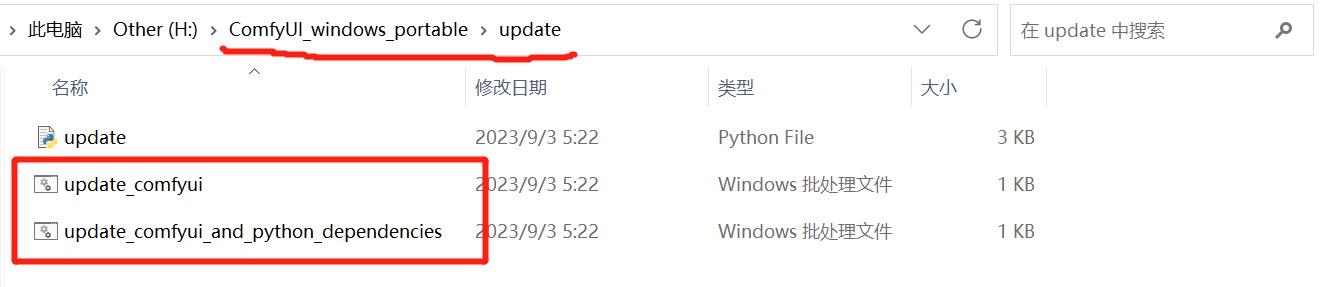 此电脑 Other (H:) ComfyUI_windows_portable update 在 update 中搜索
名称 修改日期 类型 大小
update 2023/9/3 5:22 Python File 3 KB
update_comfyui 2023/9/3 5:22 Windows 批处理文件 1 KB
update_comfyui_and_python_dependencies 2023/9/3 5:22 Windows 批处理文件 1 KB